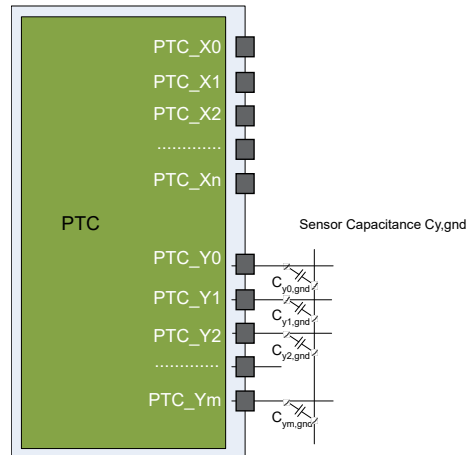 PTC_X0
PTC_X1
PTC_X2
.............
PTC_Xn
PTC
Sensor Capacitance Cy,gnd
PTC_Y0
Cy0,gnd
PTC_Y1
Cy1,gnd
PTC_Y2
Cy2,gnd
.............
PTC_Ym
Cym,gnd